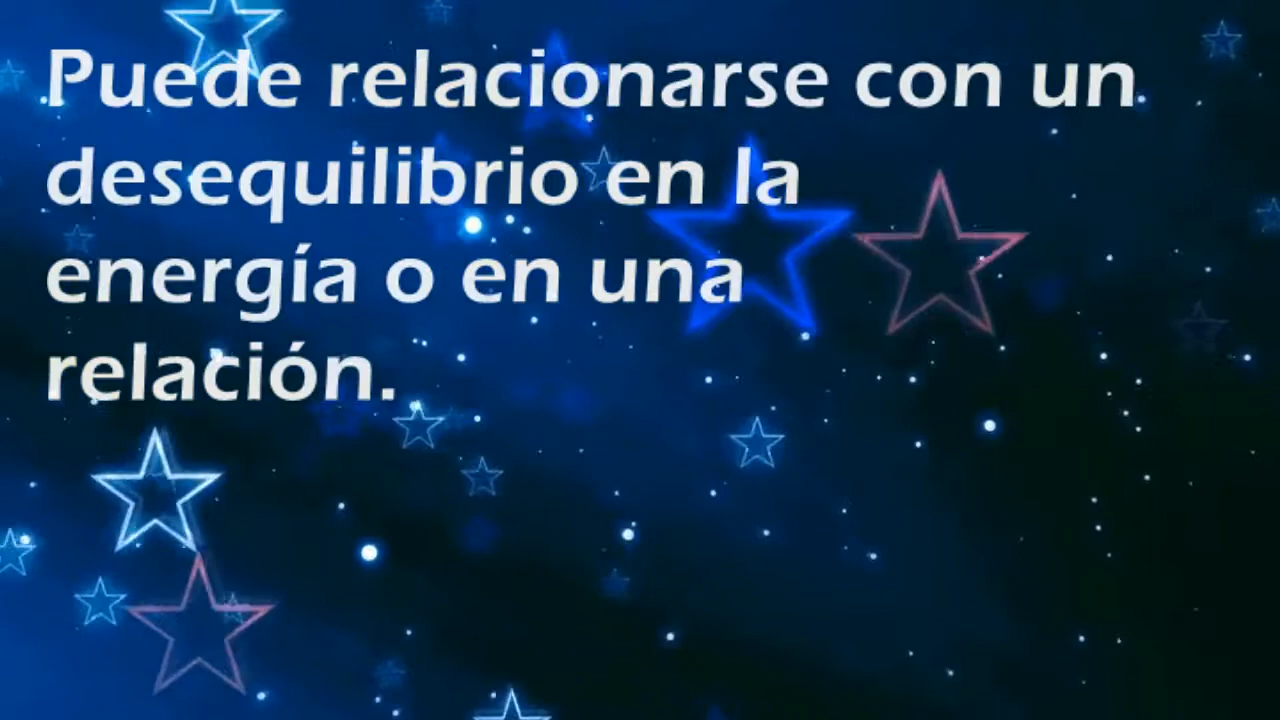 Puede relacionarse con un
desequilibrio en la
energía o en una
relación.